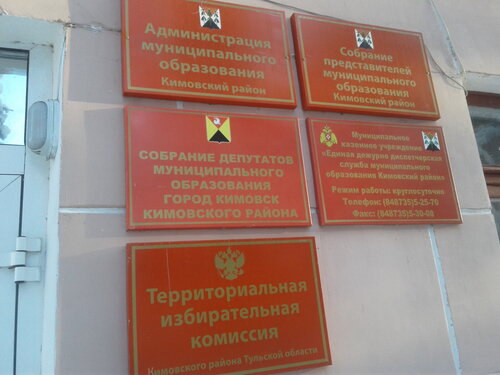 Администрация
муниципального
образования
Кимовский район
Собрание
представителей
муниципального
образования
Кимовский район
СОБРАНИЕ ДЕПУТАТОВ
МУНИЦИПАЛЬНОГО
ОБРАЗОВАНИЯ
ГОРОД КИМОВСК
КИМОВСКОГО РАЙОНА
Муниципальное
казенное учреждение
«Единая дежурно диспетчерская
служба муниципального
образования Кимовский район»
Режим работы: круглосуточно
Телефон: (848735)5-25-70
Факс: (848735)5-30-08
Территориальная
избирательная
комиссия
Кимовского района Тульской области